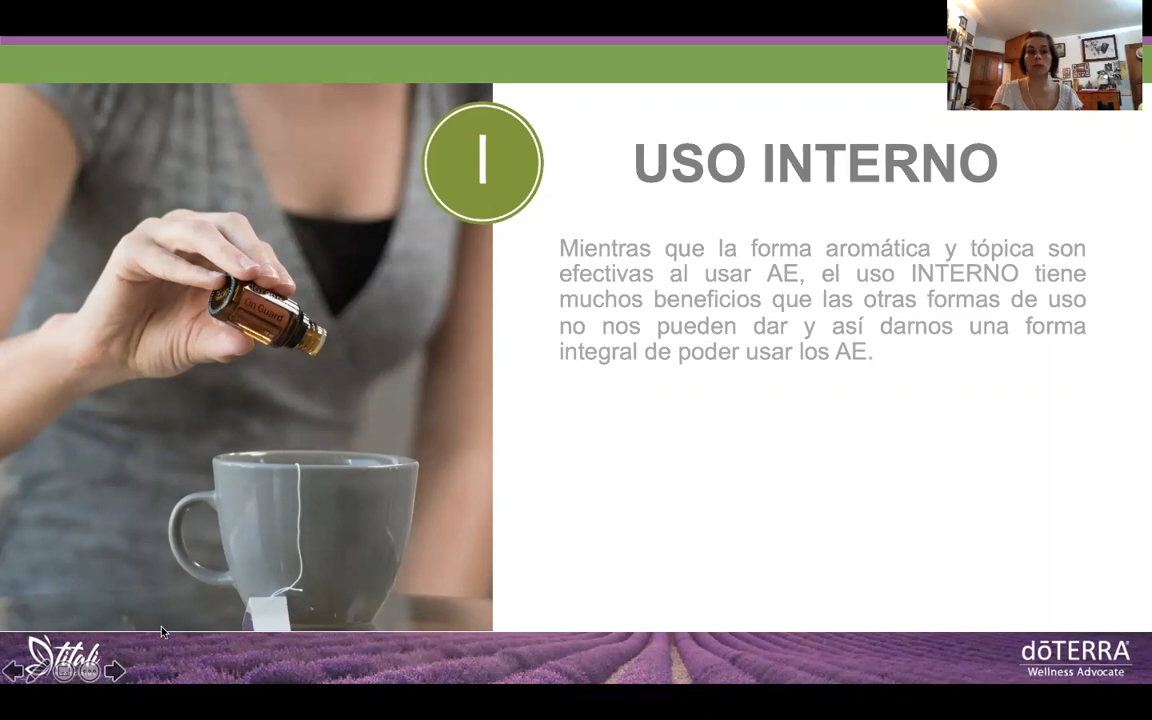 I
USO INTERNO
Mientras que la forma aromática y tópica son
efectivas al usar AE, el uso INTERNO tiene
muchos beneficios que las otras formas de uso
no nos pueden dar y así darnos una forma
integral de poder usar los AE.
On Guard
titali
dōTERRA
Wellness Advocate